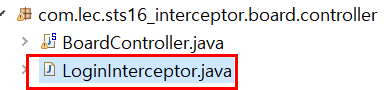 com.lec.sts16_interceptor.board.controller
BoardController.java
LoginInterceptor.java